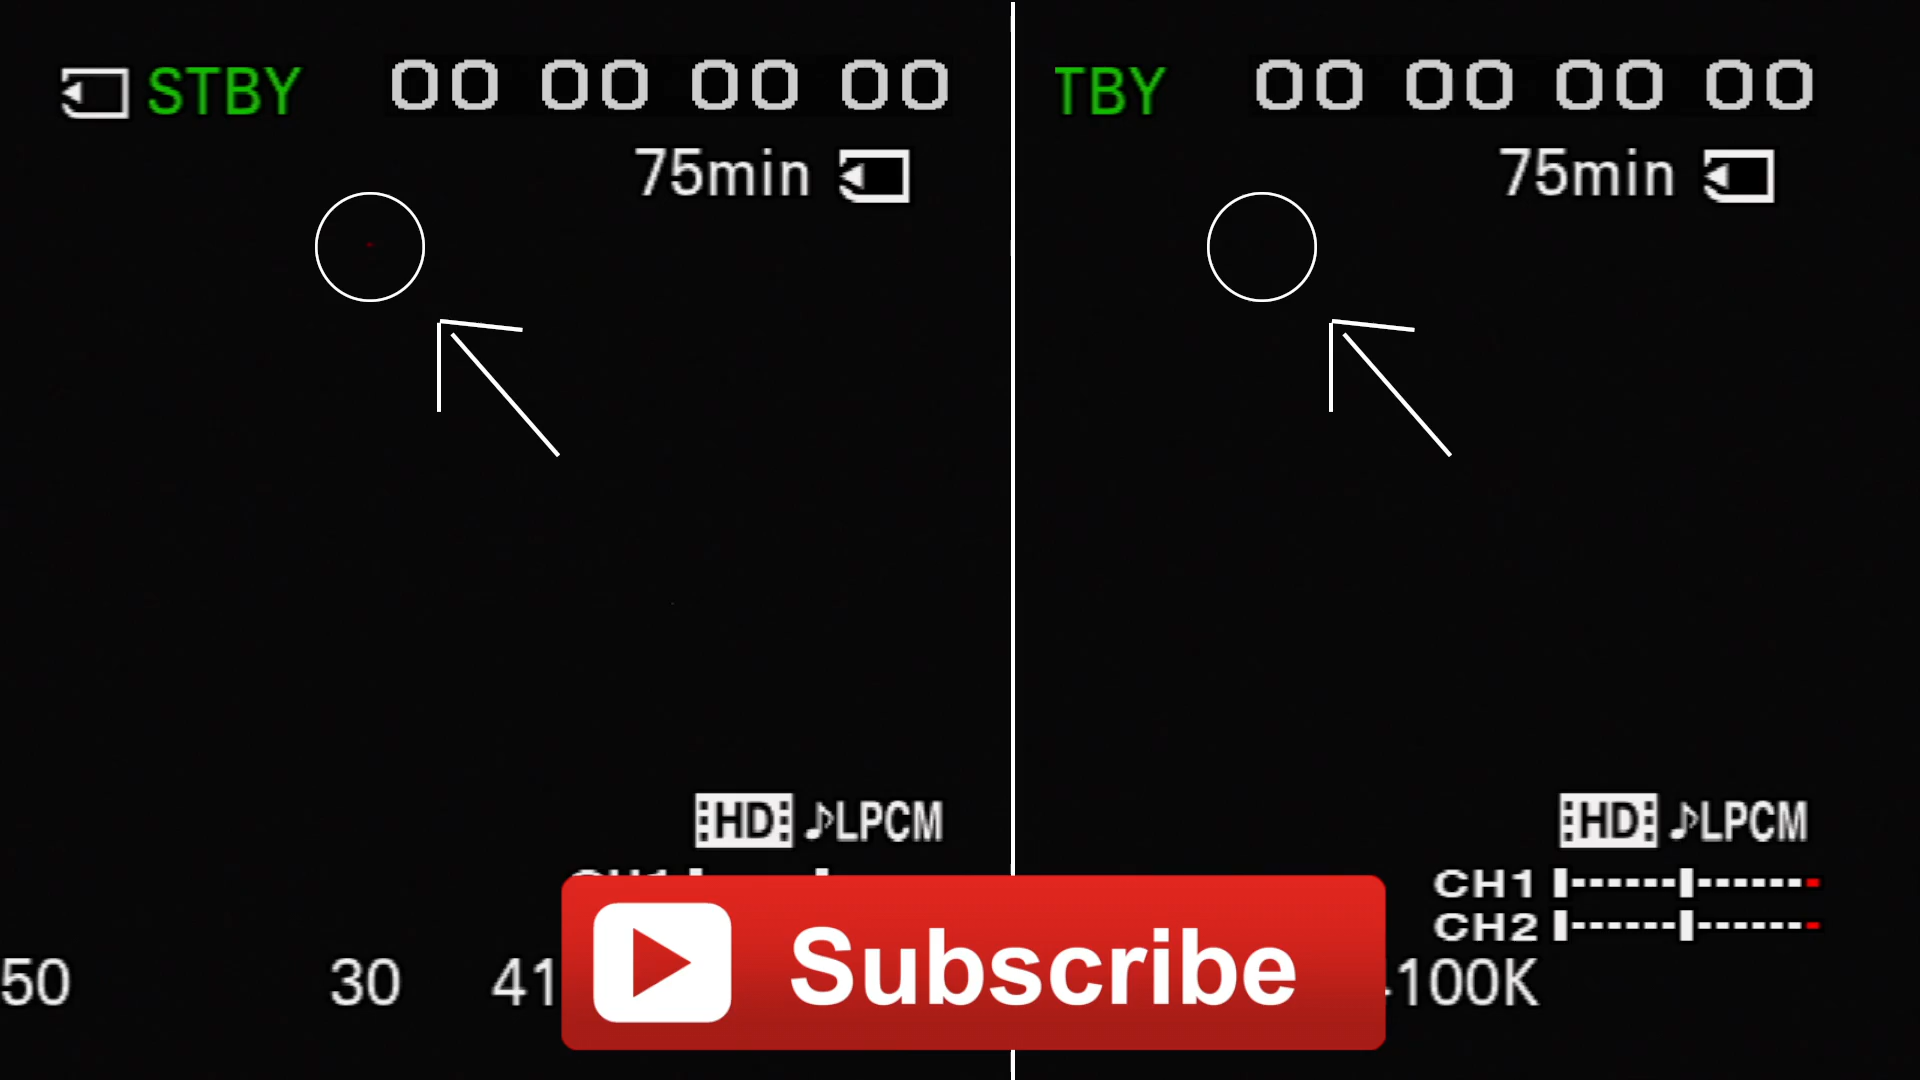 STBY 00 00 00 00
75min
HD ♪LPCM
50 30 41
TBY 00 00 00 00
75min
HD ♪LPCM
CH1
CH2
100K
Subscribe